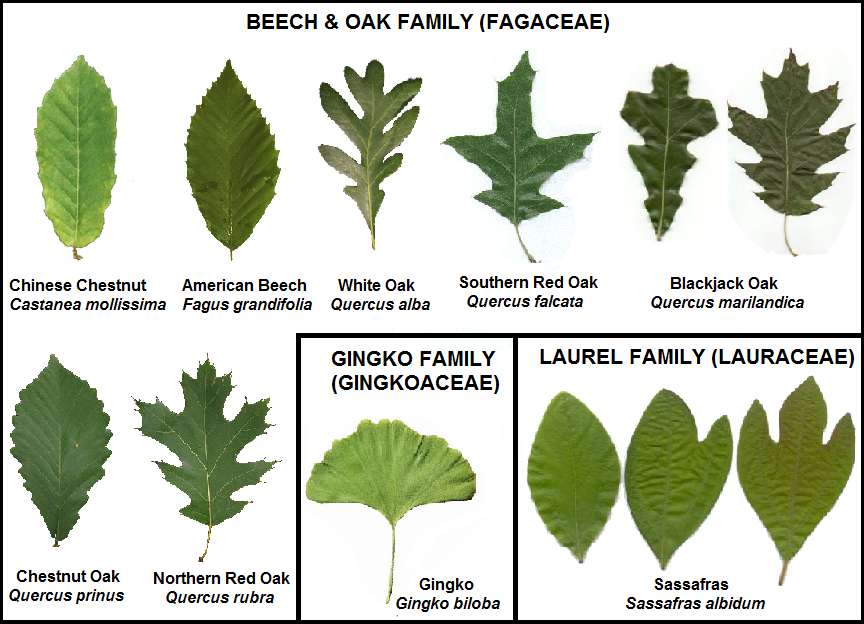 BEECH & OAK FAMILY (FAGACEAE)
Chinese Chestnut
Castanea mollissima
American Beech
Fagus grandifolia
White Oak
Quercus alba
Southern Red Oak
Quercus falcata
Blackjack Oak
Quercus marilandica
Chestnut Oak
Quercus prinus
Northern Red Oak
Quercus rubra
GINGKO FAMILY
(GINGKOACEAE)
Gingko
Gingko biloba
LAUREL FAMILY (LAURACEAE)
Sassafras
Sassafras albidum